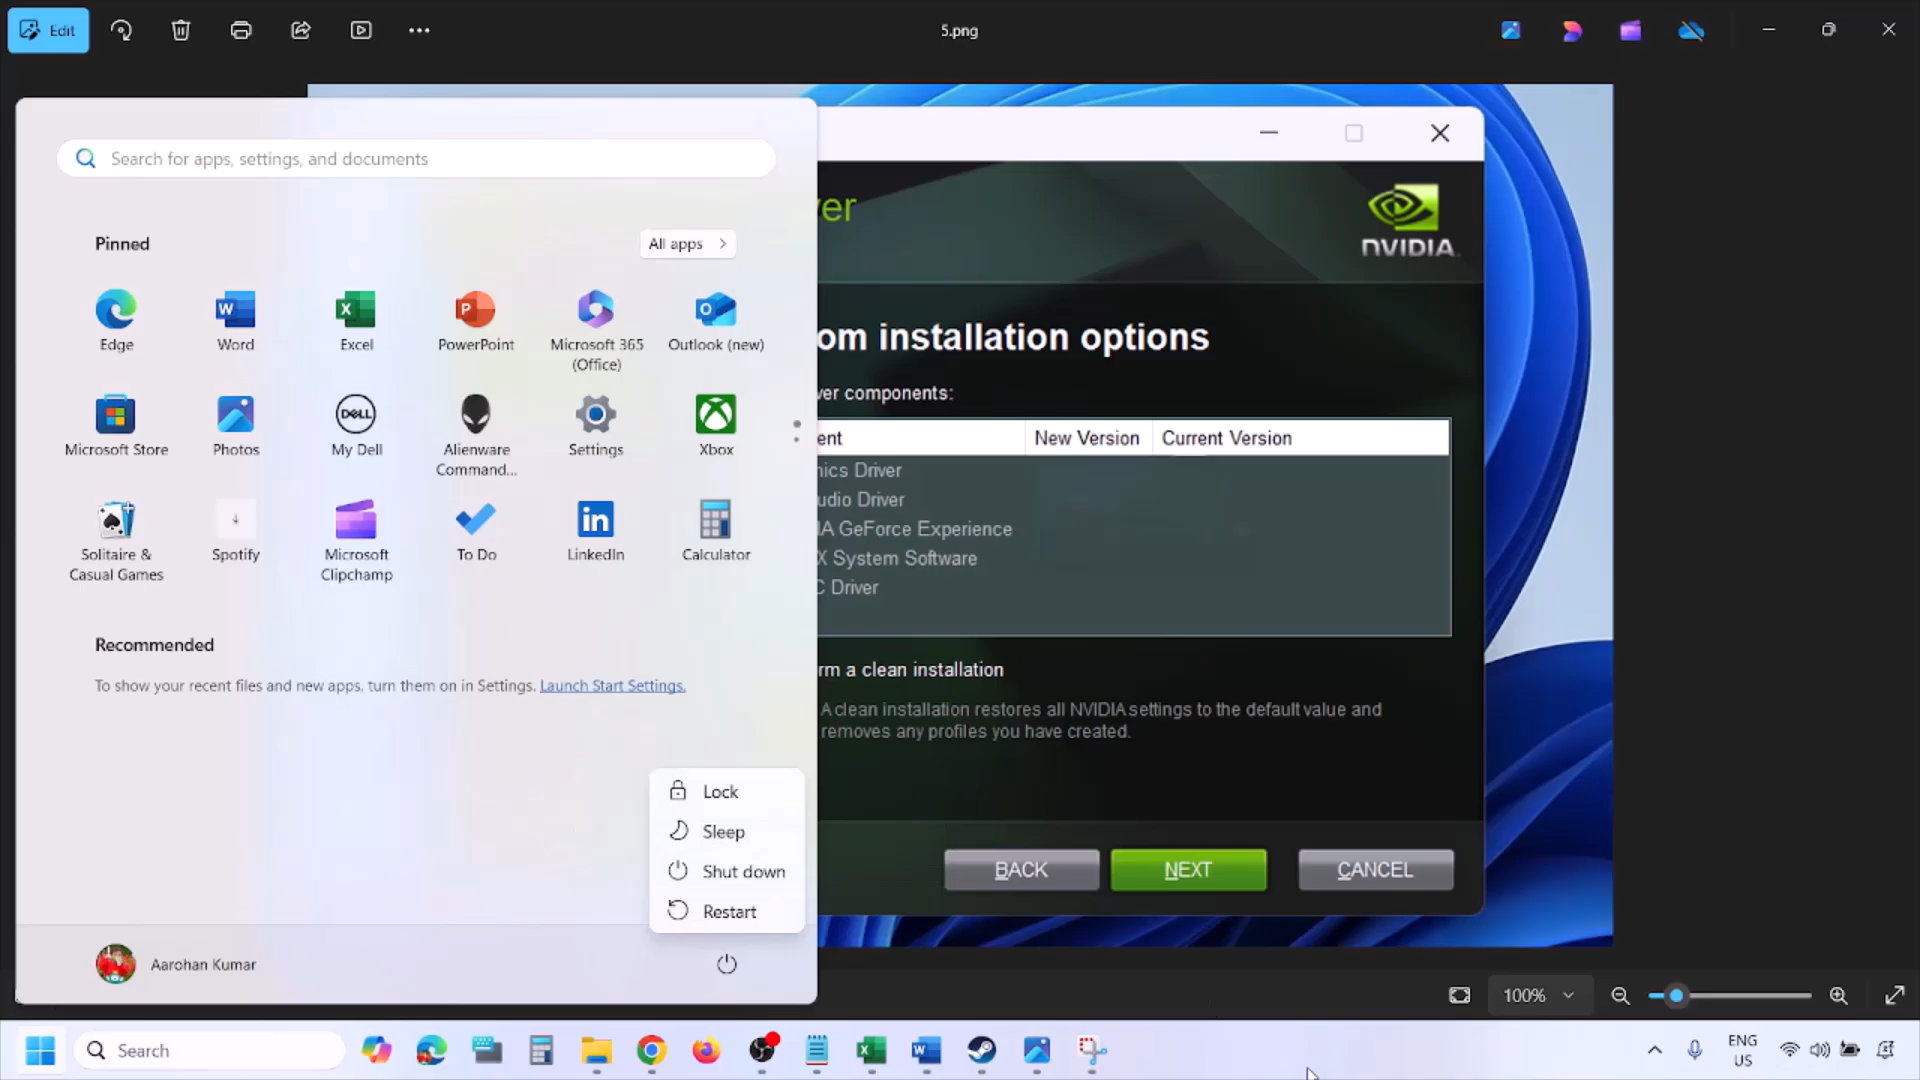 Edit
5.png
Search for apps, settings, and documents
Pinned
All apps
Edge
Word
Excel
PowerPoint
Microsoft 365
(Office)
Outlook (new)
Microsoft Store
Photos
My Dell
Alienware
Command...
Settings
Xbox
Solitaire &
Casual Games
Spotify
Microsoft
Clipchamp
To Do
LinkedIn
Calculator
Recommended
To show your recent files and new apps, turn them on in Settings. Launch Start Settings.
Lock
Sleep
Shut down
Restart
Aarohan Kumar
ver
NVIDIA
om installation options
ver components:
ent New Version Current Version
nics Driver
udio Driver
IA GeForce Experience
X System Software
C Driver
rm a clean installation
A clean installation restores all NVIDIA settings to the default value and
removes any profiles you have created.
BACK NEXT CANCEL
100%
Search
ENG
US